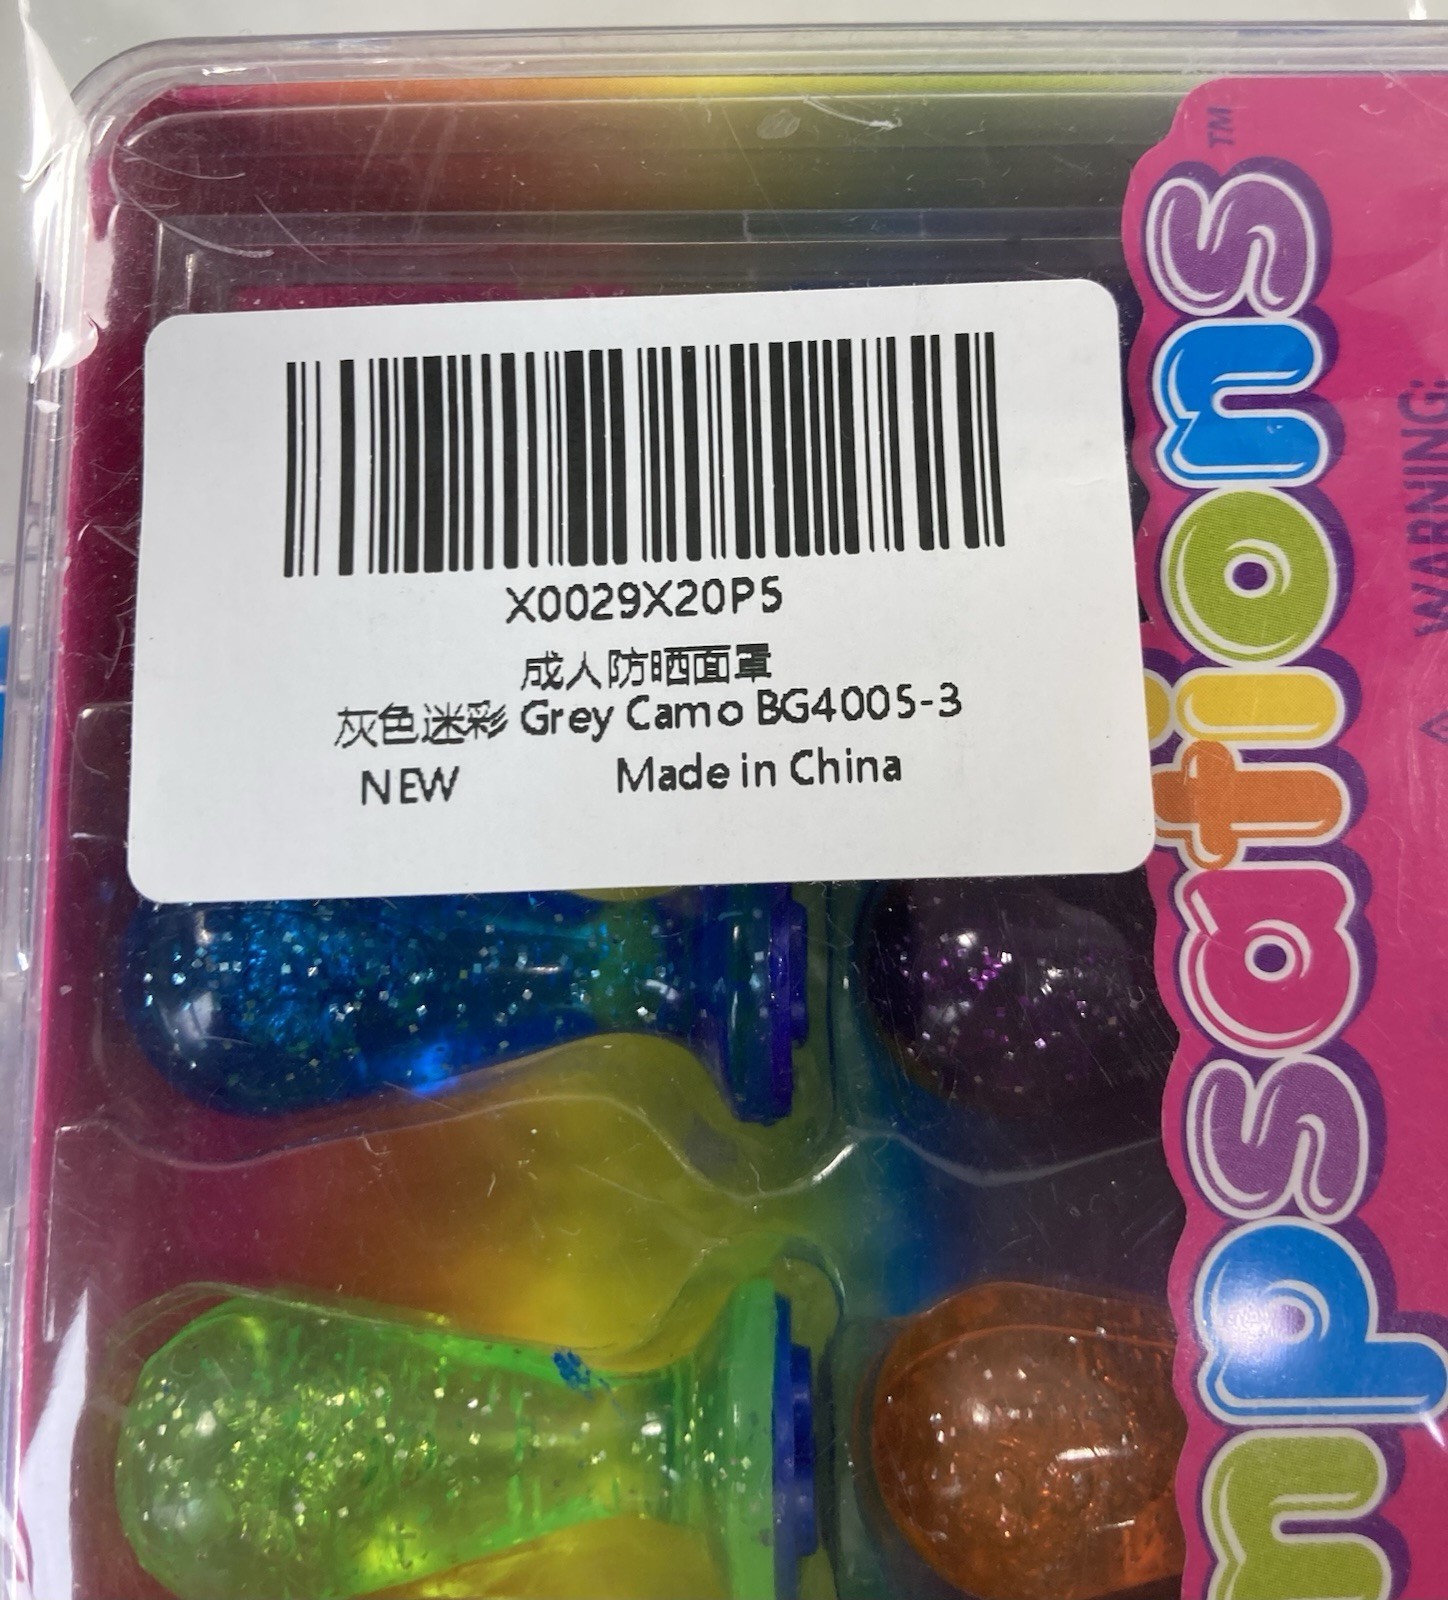 X0029X20P5
成人防晒面罩
灰色迷彩 Grey Camo BG4005-3
NEW Made in China
mpsations™
WARNING: